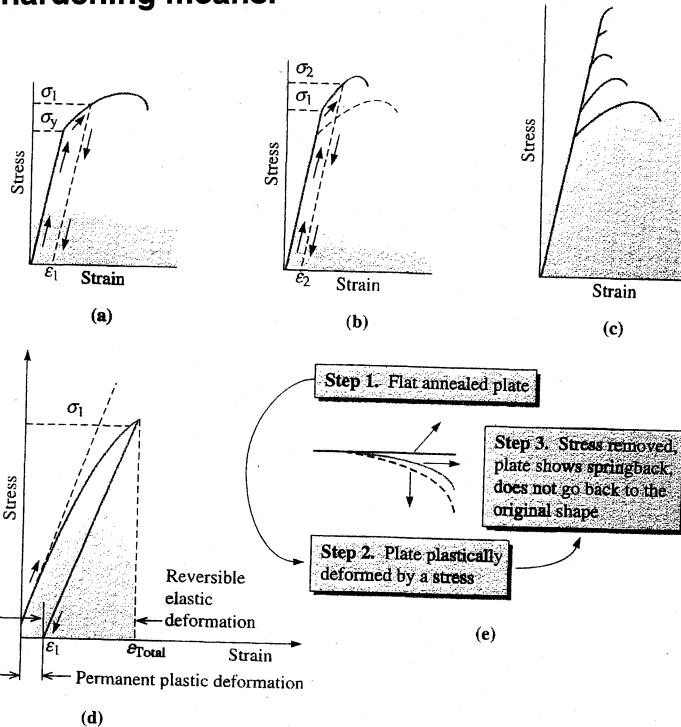 hardening means:
σ1
σy
Stress
ε1
Strain
(a)
σ2
σ1
Stress
ε2
Strain
(b)
Stress
Strain
(c)
σ1
Stress
Reversible
elastic
deformation
ε1
eTotal
Strain
Permanent plastic deformation
(d)
Step 1. Flat annealed plate
Step 3. Stress removed,
plate shows springback,
does not go back to the
original shape
Step 2. Plate plastically
deformed by a stress
(e)